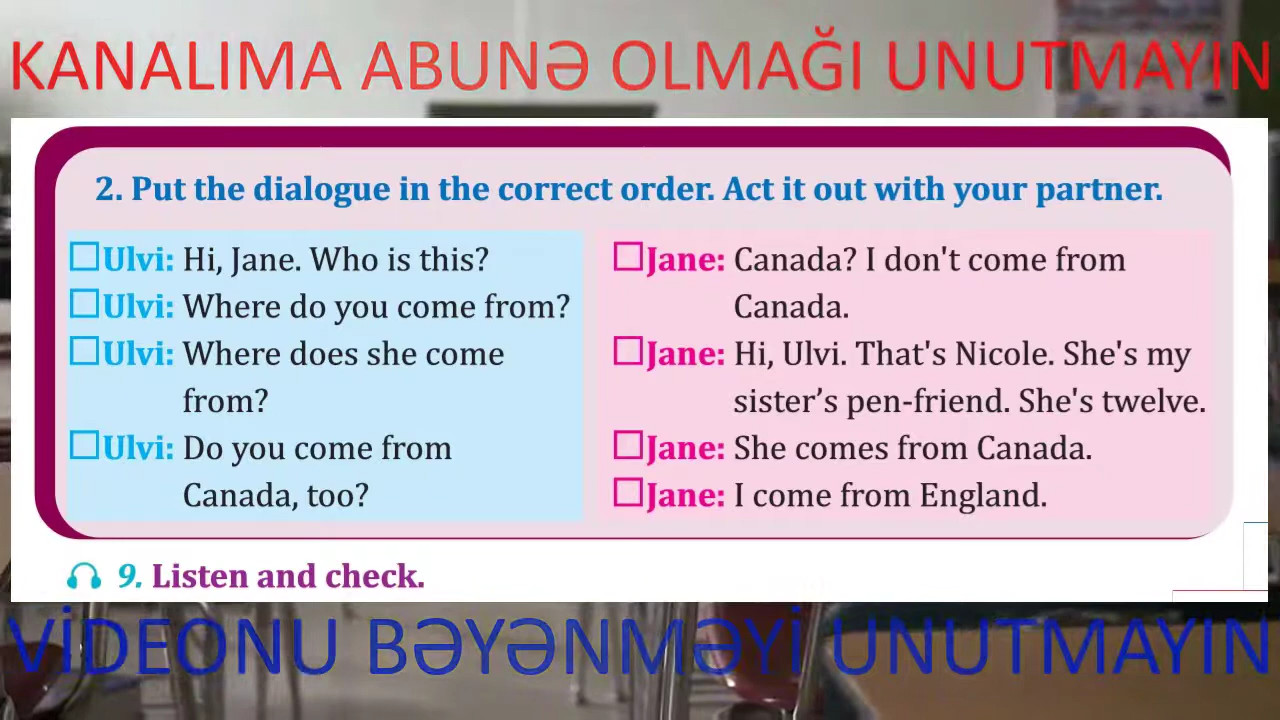 KANALIMA ABUNƏ OLMAĞI UNUTMAYIN
2. Put the dialogue in the correct order. Act it out with your partner.
☐Ulvi: Hi, Jane. Who is this?
☐Ulvi: Where do you come from?
☐Ulvi: Where does she come
from?
☐Ulvi: Do you come from
Canada, too?
☐Jane: Canada? I don't come from
Canada.
☐Jane: Hi, Ulvi. That's Nicole. She's my
sister’s pen-friend. She's twelve.
☐Jane: She comes from Canada.
☐Jane: I come from England.
9. Listen and check.
VİDEONU BƏYƏNMƏYİ UNUTMAYIN